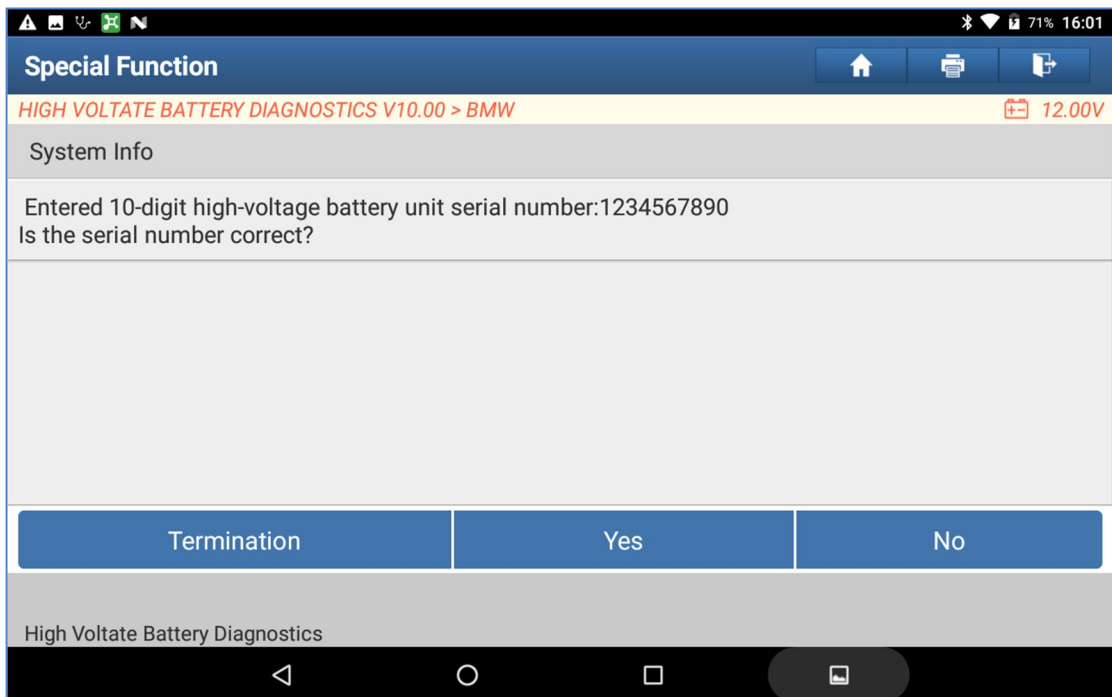 71% 16:01
Special Function
HIGH VOLTATE BATTERY DIAGNOSTICS V10.00 > BMW 12.00V
System Info
Entered 10-digit high-voltage battery unit serial number:1234567890
Is the serial number correct?
Termination Yes No
High Voltate Battery Diagnostics